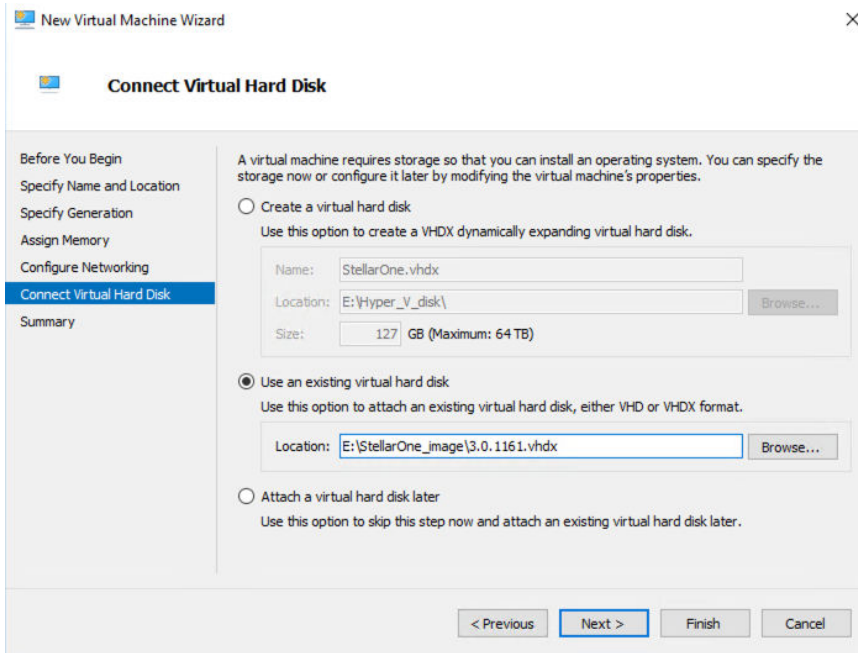 New Virtual Machine Wizard
Connect Virtual Hard Disk
Before You Begin
Specify Name and Location
Specify Generation
Assign Memory
Configure Networking
Connect Virtual Hard Disk
Summary
A virtual machine requires storage so that you can install an operating system. You can specify the
storage now or configure it later by modifying the virtual machine's properties.
Create a virtual hard disk
Use this option to create a VHDX dynamically expanding virtual hard disk.
Name: StellarOne.vhdx
Location: E:\Hyper_V_disk\ Browse...
Size: 127 GB (Maximum: 64 TB)
Use an existing virtual hard disk
Use this option to attach an existing virtual hard disk, either VHD or VHDX format.
Location: E:\StellarOne_image\3.0.1161.vhdx Browse...
Attach a virtual hard disk later
Use this option to skip this step now and attach an existing virtual hard disk later.
< Previous Next > Finish Cancel